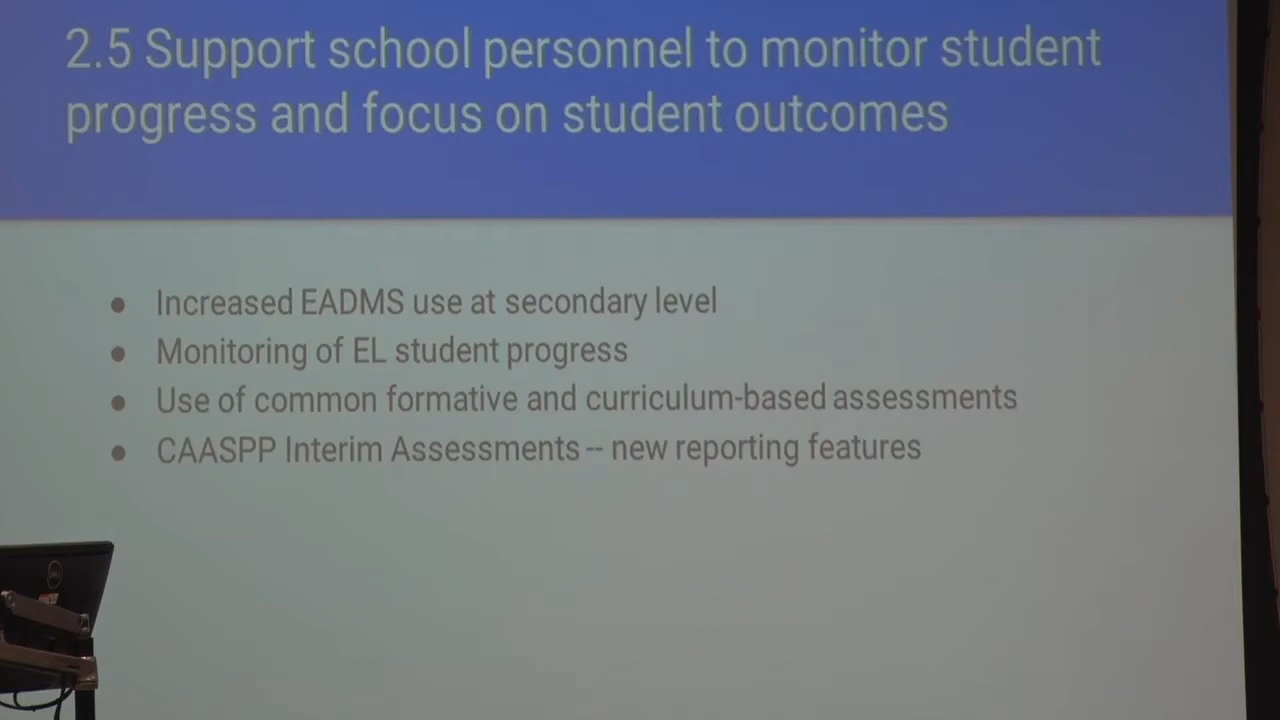 2.5 Support school personnel to monitor student
progress and focus on student outcomes
● Increased EADMS use at secondary level
● Monitoring of EL student progress
● Use of common formative and curriculum-based assessments
● CAASPP Interim Assessments -- new reporting features
DELL